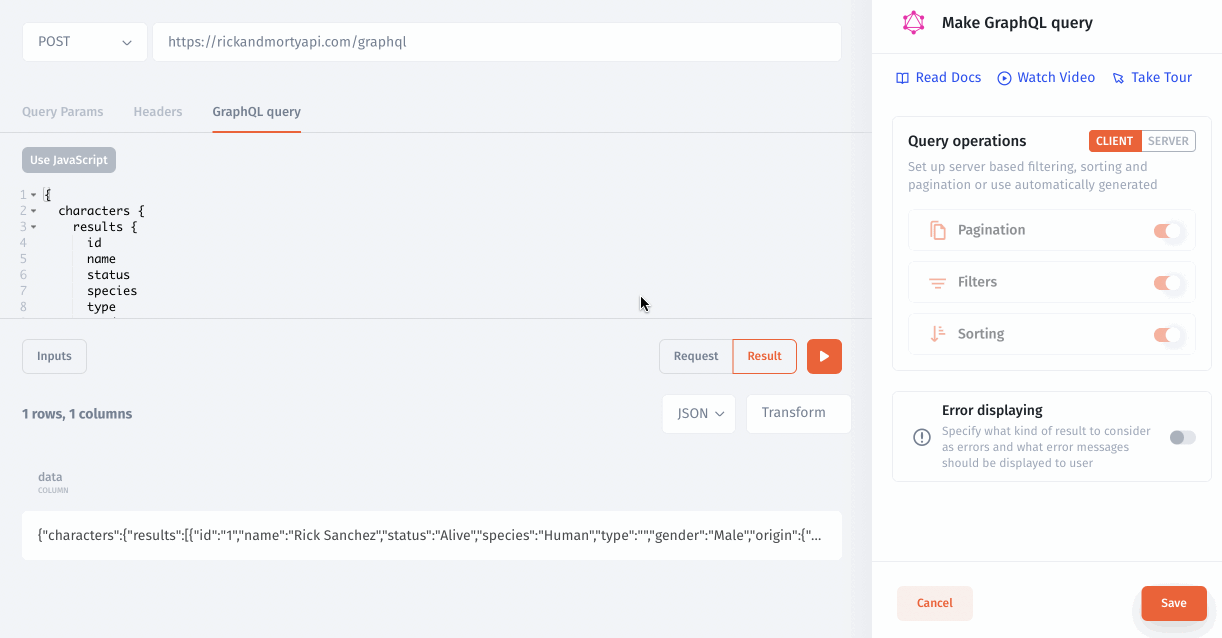 POST
https://rickandmortyapi.com/graphql
Query Params
Headers
GraphQL query
Use JavaScript
1 {
2 characters {
3 results {
4 id
5 name
6 status
7 species
8 type
Inputs
Request
Result
1 rows, 1 columns
JSON
Transform
data
COLUMN
{"characters":{"results":[{"id":"1","name":"Rick Sanchez","status":"Alive","species":"Human","type":"","gender":"Male","origin":{"...
Make GraphQL query
Read Docs
Watch Video
Take Tour
Query operations
CLIENT
SERVER
Set up server based filtering, sorting and
pagination or use automatically generated
Pagination
Filters
Sorting
Error displaying
Specify what kind of result to consider
as errors and what error messages
should be displayed to user
Cancel
Save